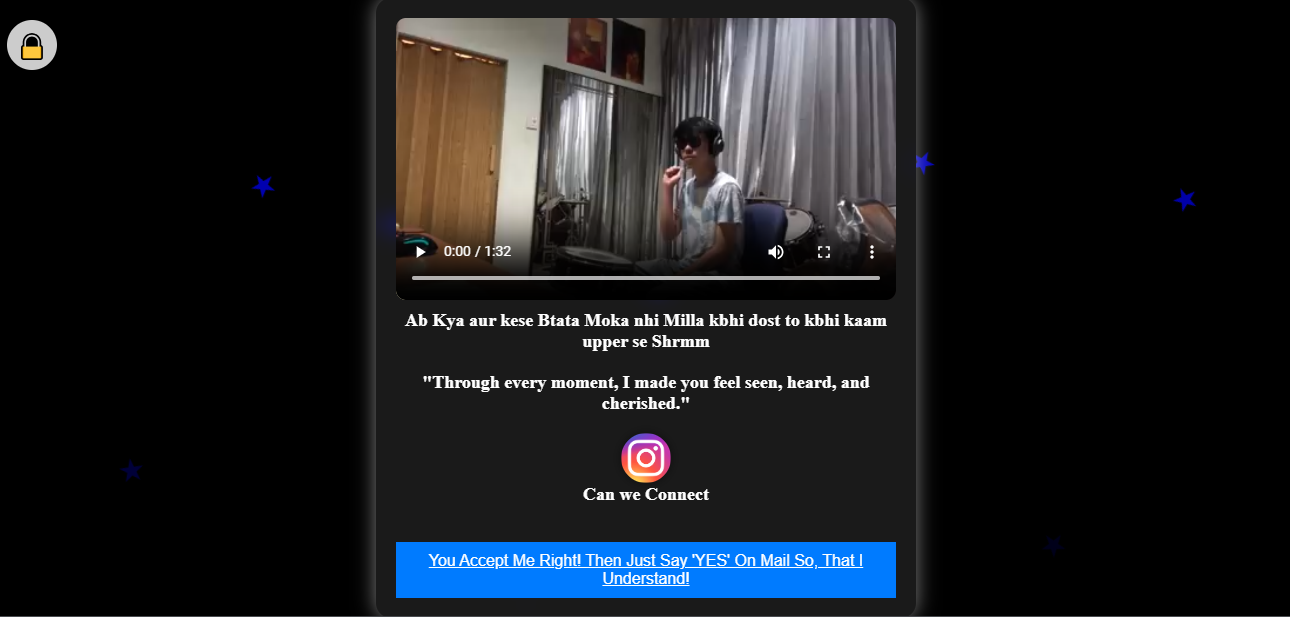 0:00 / 1:32
Ab Kya aur kese Btata Moka nhi Milla kbhi dost to kbhi kaam
upper se Shrmm
"Through every moment, I made you feel seen, heard, and
cherished."
Can we Connect
You Accept Me Right! Then Just Say 'YES' On Mail So, That I
Understand!